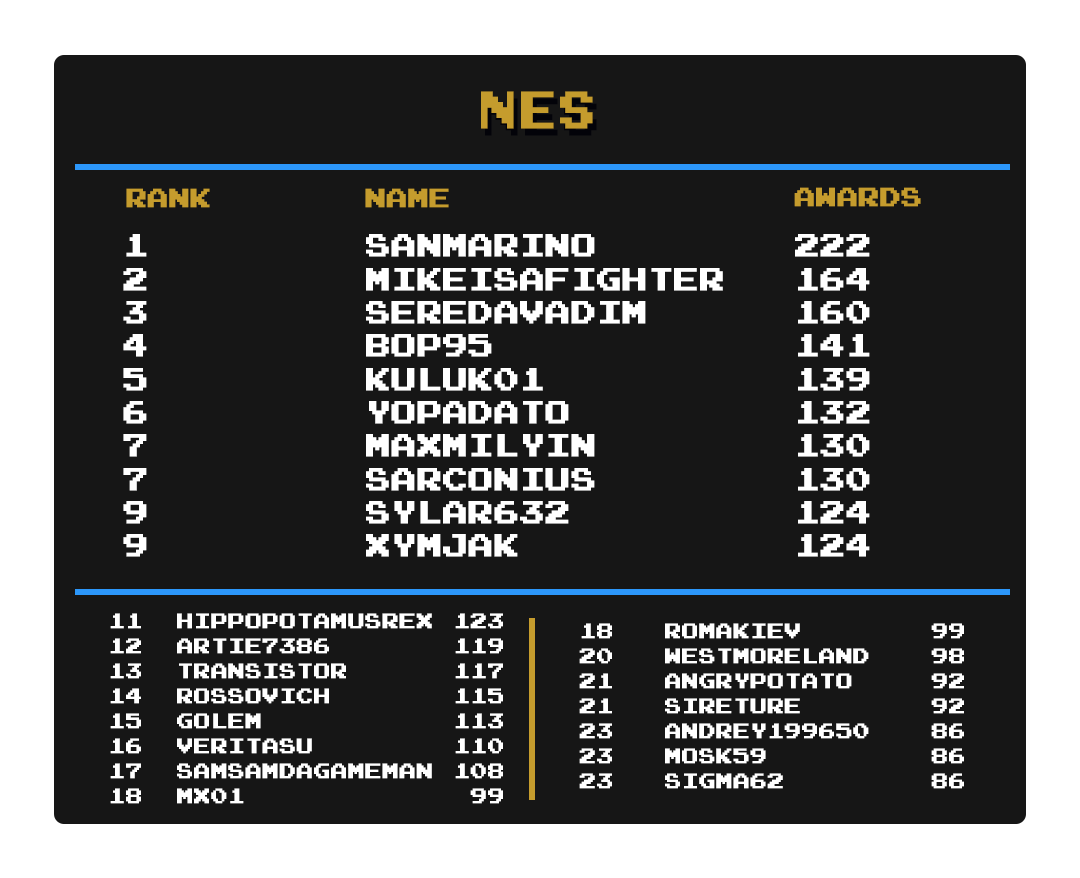 NES
RANK NAME AWARDS
1 SANMARINO 222
2 MIKEISAFIGHTER 164
3 SEREDAVADIM 160
4 BOP95 141
5 KULUK01 139
6 YOPADATO 132
7 MAXMILYIN 130
7 SARCONIUS 130
9 SYLAR632 124
9 XYMJAK 124
11 HIPPOPOTAMUSREX 123
12 ARTIE7386 119
13 TRANSISTOR 117
14 ROSSOVICH 115
15 GOLEM 113
16 VERITASU 110
17 SAMSAMDAGAMEMAN 108
18 MX01 99
18 ROMAKIEV 99
20 WESTMORELAND 98
21 ANGRYPOTATO 92
21 SIRETURE 92
23 ANDREY199650 86
23 MOSK59 86
23 SIGMA62 86